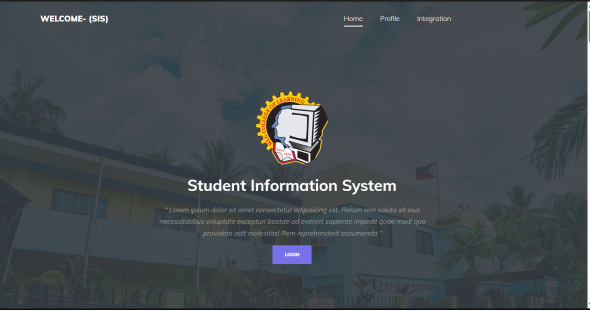 WELCOME- (SIS)
Home Profile Integration
Student Information System
" Lorem ipsum dolor sit amet consectetur adipisicing elit. Rerum rem soluta sit eius
necessitatibus voluptate excepturi beatae ad eveniet sapiente impedit quae modi quo
provident odit molestias! Rem reprehenderit assumenda "
LOGIN